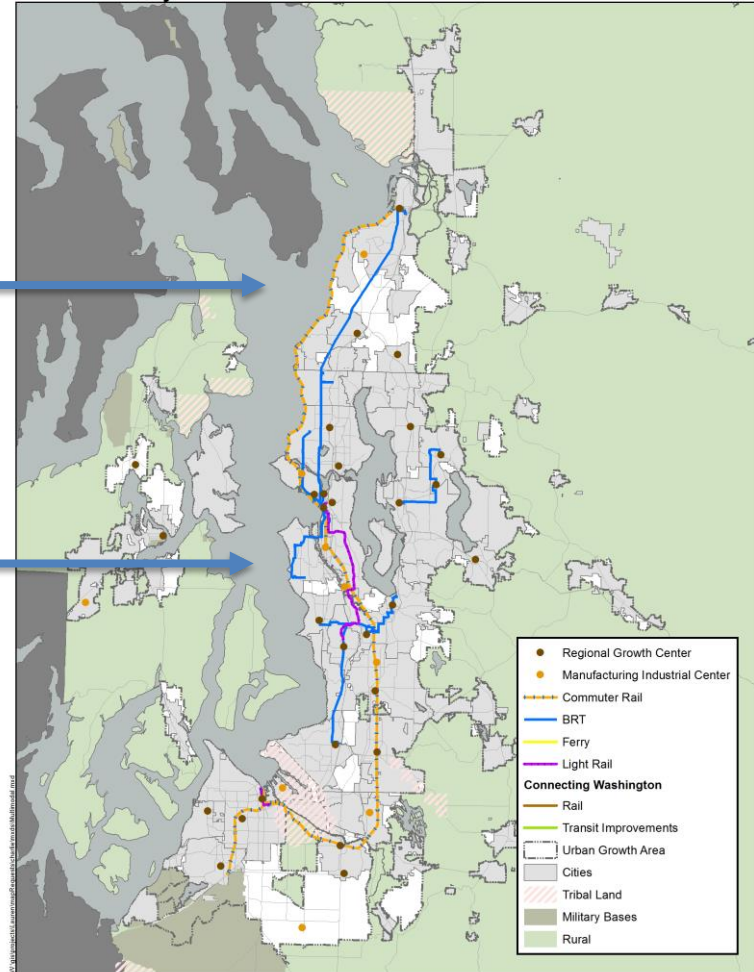 Regional Growth Center
Manufacturing Industrial Center
Commuter Rail
BRT
Ferry
Light Rail
Connecting Washington
Rail
Transit Improvements
Urban Growth Area
Cities
Tribal Land
Military Bases
Rural